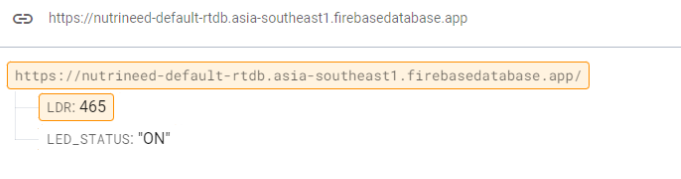 https://nutrineed-default-rtdb.asia-southeast1.firebasedatabase.app
https://nutrineed-default-rtdb.asia-southeast1.firebasedatabase.app/
LDR: 465
LED_STATUS: "ON"